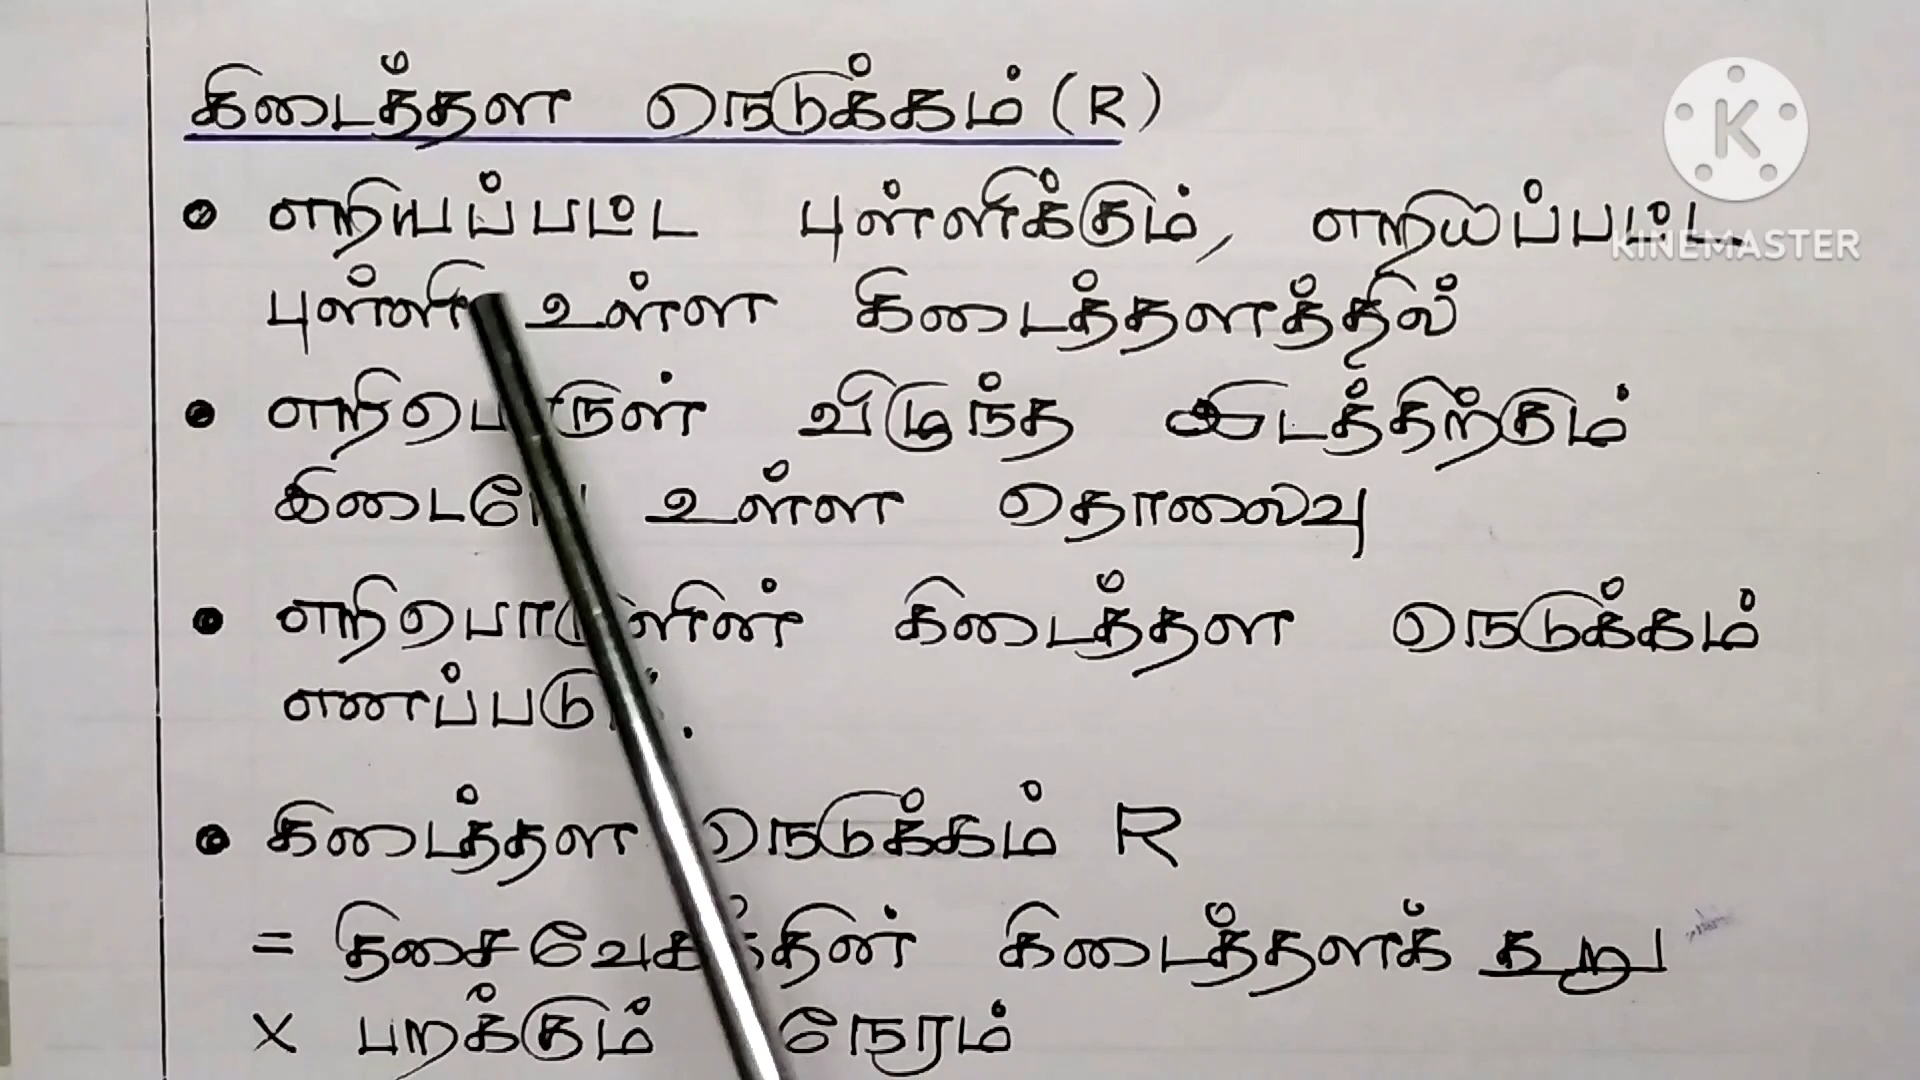 கிடைத்தள நெடுக்கம் (R)
• எறியப்பட்ட புள்ளிக்கும், எறியப்பட்ட
புள்ளி உள்ள கிடைத்தளத்தில்
• எறிபொருள் விழுந்த இடத்திற்கும்
இடையே உள்ள தொலைவு
• எறிபொருளின் கிடைத்தள நெடுக்கம்
எனப்படும்.
• கிடைத்தள நெடுக்கம் R
= திசைவேகத்தின் கிடைத்தளக் கூறு
x பறக்கும் நேரம்
K
KINEMASTER